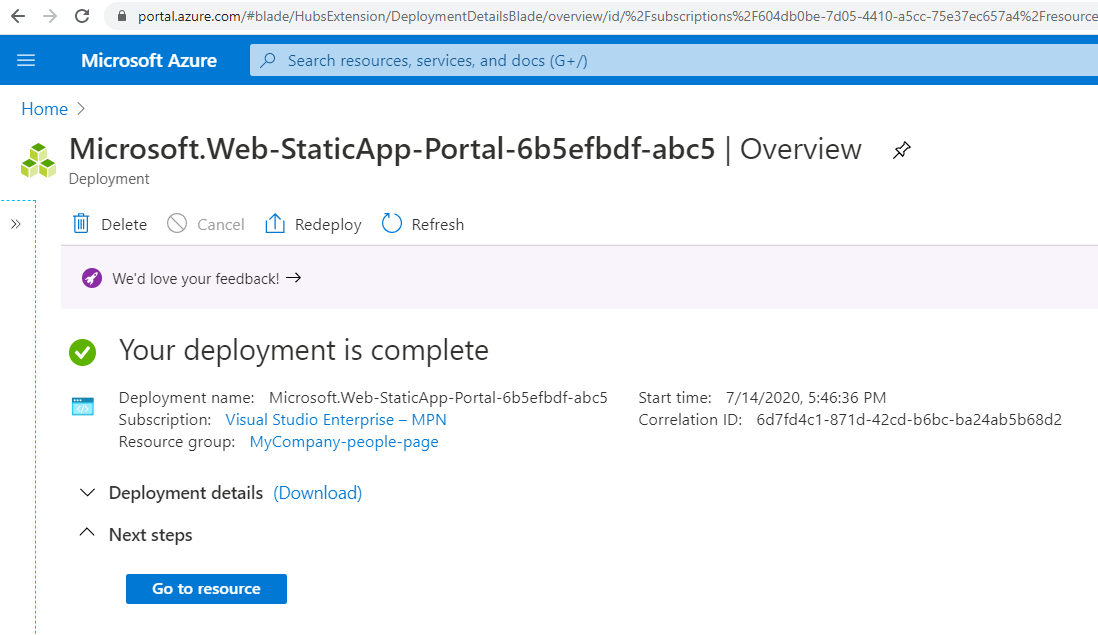 portal.azure.com/#blade/HubsExtension/DeploymentDetailsBlade/overview/id/%2Fsubscriptions%2F604db0be-7d05-4410-a5cc-75e37ec657a4%2Fresource
Microsoft Azure
Search resources, services, and docs (G+/)
Home >
Microsoft.Web-StaticApp-Portal-6b5efbdf-abc5 | Overview
Deployment
»
Delete Cancel Redeploy Refresh
We'd love your feedback! →
Your deployment is complete
Deployment name: Microsoft.Web-StaticApp-Portal-6b5efbdf-abc5 Start time: 7/14/2020, 5:46:36 PM
Subscription: Visual Studio Enterprise – MPN Correlation ID: 6d7fd4c1-871d-42cd-b6bc-ba24ab5b68d2
Resource group: MyCompany-people-page
Deployment details (Download)
Next steps
Go to resource